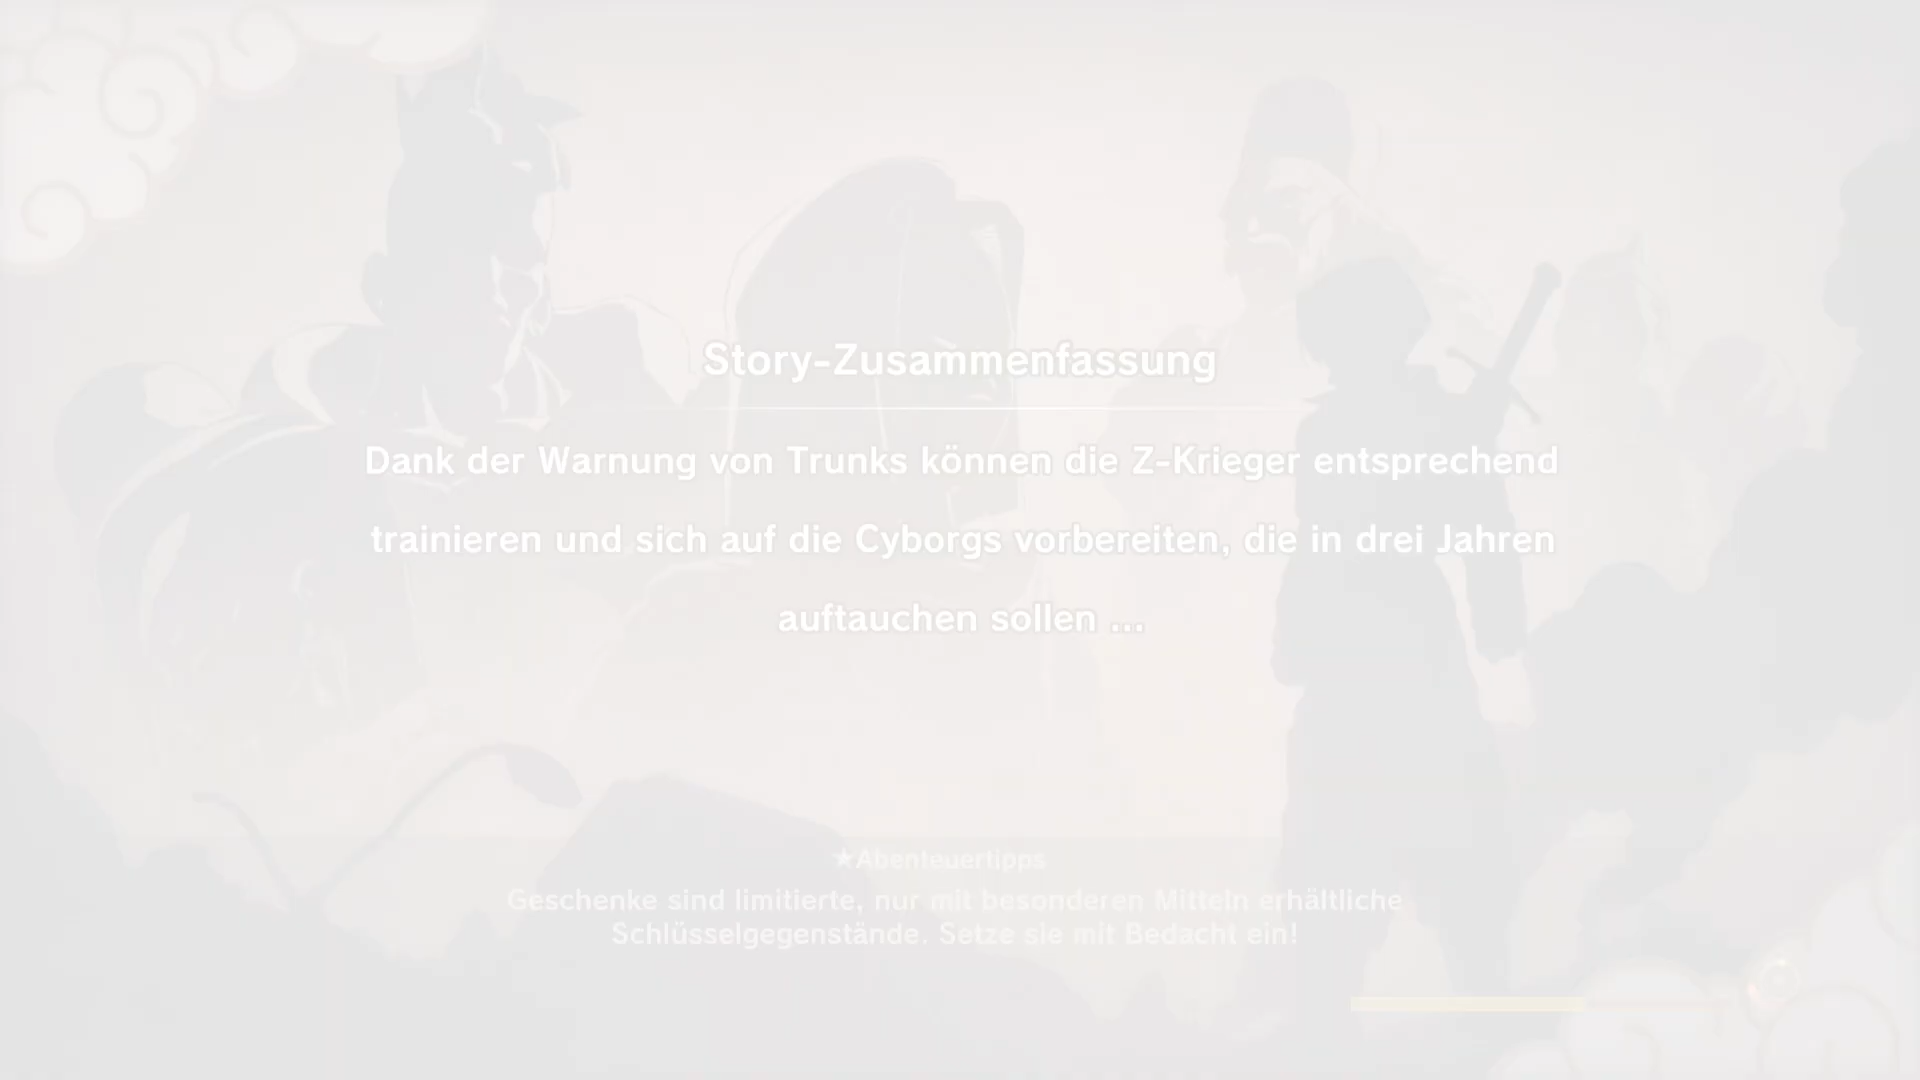 Story-Zusammenfassung
Dank der Warnung von Trunks können die Z-Krieger entsprechend
trainieren und sich auf die Cyborgs vorbereiten, die in drei Jahren
auftauchen sollen ...
★Abenteuertipps
Geschenke sind limitierte, nur mit besonderen Mitteln erhältliche
Schlüsselgegenstände. Setze sie mit Bedacht ein!